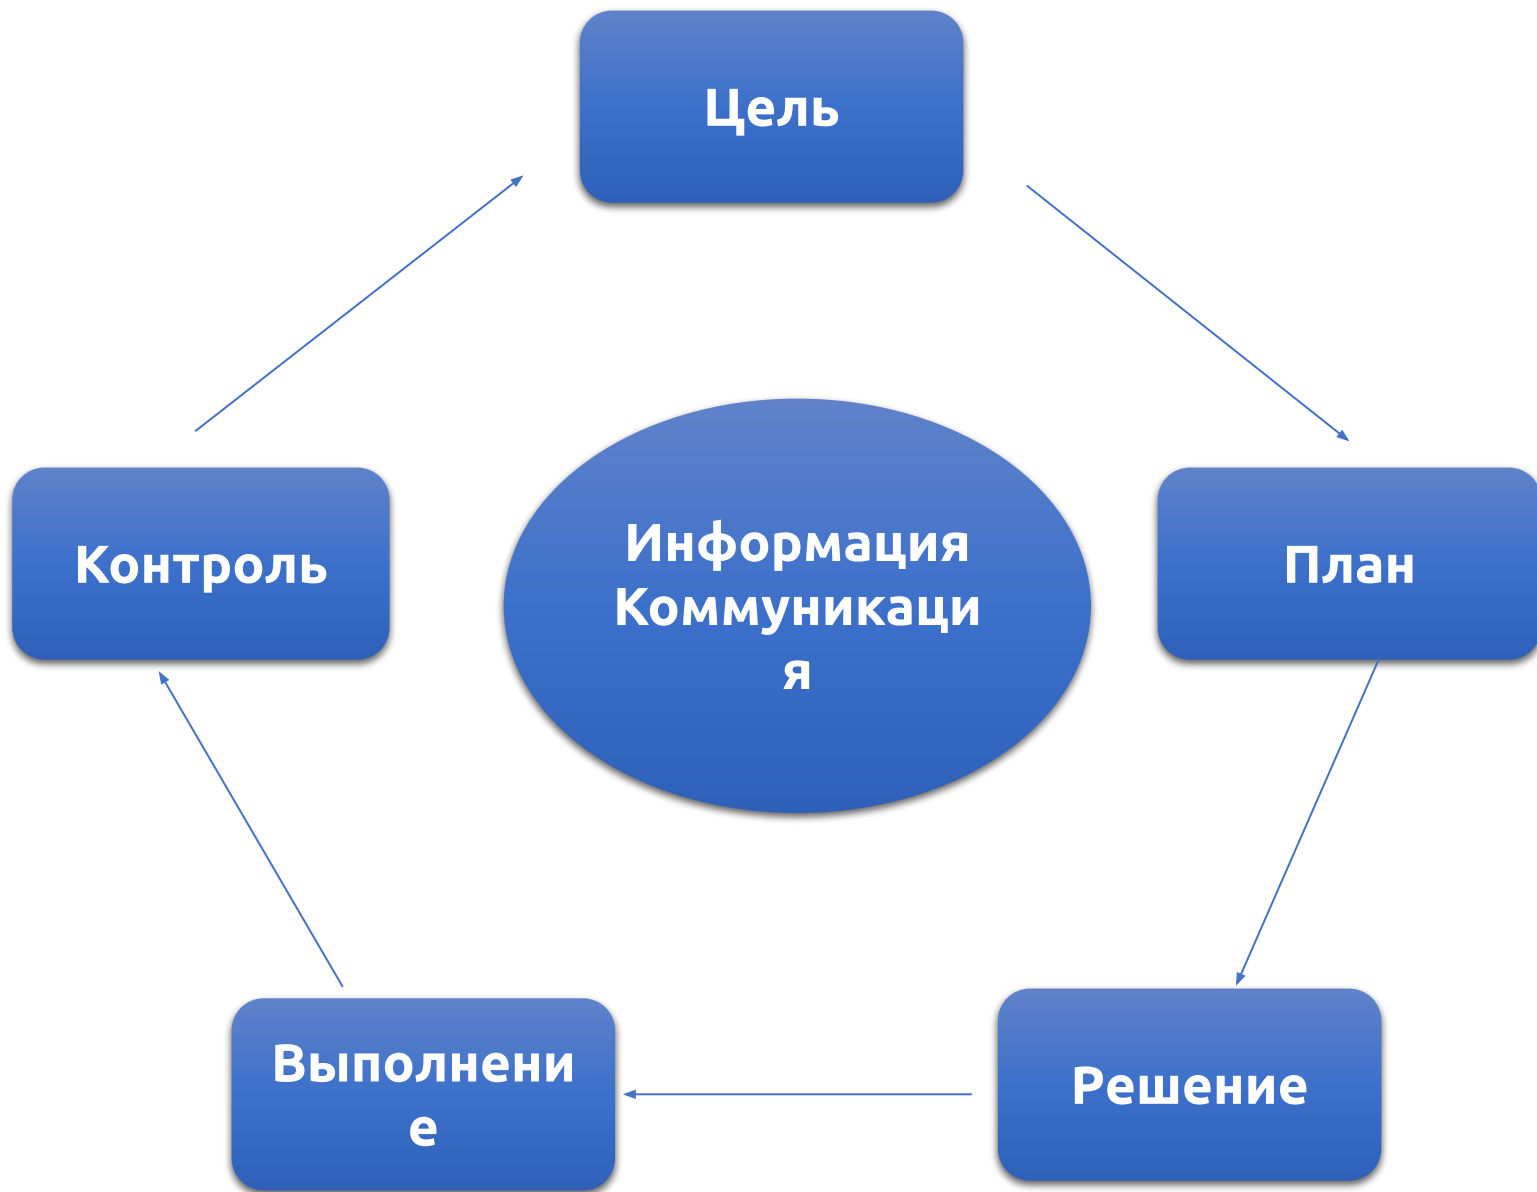 Цель
Контроль
Информация
Коммуникаци
я
План
Выполнени
е
Решение